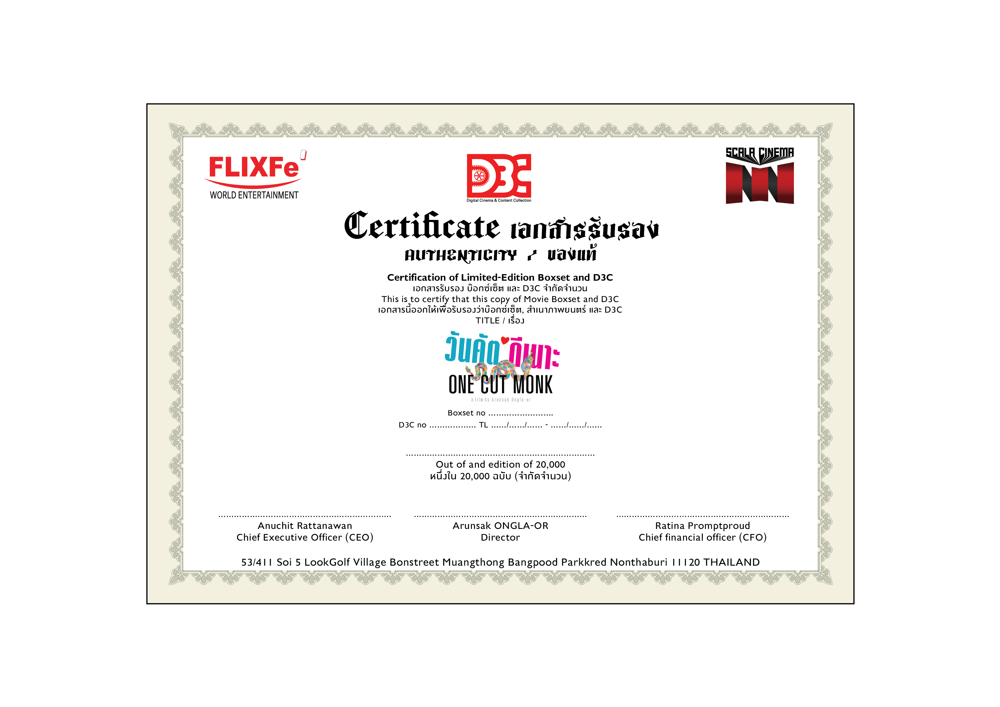 FLIXFe
WORLD ENTERTAINMENT
D3C
Digital Cinema & Content Collection
SCALA CINEMA
Certificate เอกสารรับรอง
AUTHENTICITY / ของแท้
Certification of Limited-Edition Boxset and D3C
เอกสารรับรอง บ๊อกซ์เซ็ต และ D3C จำกัดจำนวน
This is to certify that this copy of Movie Boxset and D3C
เอกสารนี้ออกให้เพื่อรับรองว่าบ๊อกซ์เซ็ต, สำเนาภาพยนตร์ และ D3C
TITLE / เรื่อง
วันคัต ดีหนาะ
ONE CUT MONK
a film by Arunsak Ongla-or
Boxset no .........................
D3C no .................. TL ....../....../...... - ....../....../......
........................................................................
Out of and edition of 20,000
หนึ่งใน 20,000 ฉบับ (จำกัดจำนวน)
.................................................................. .................................................................. ..................................................................
Anuchit Rattanawan
Chief Executive Officer (CEO)
Arunsak ONGLA-OR
Director
Ratina Promptproud
Chief financial officer (CFO)
53/411 Soi 5 LookGolf Village Bonstreet Muangthong Bangpood Parkkred Nonthaburi 11120 THAILAND